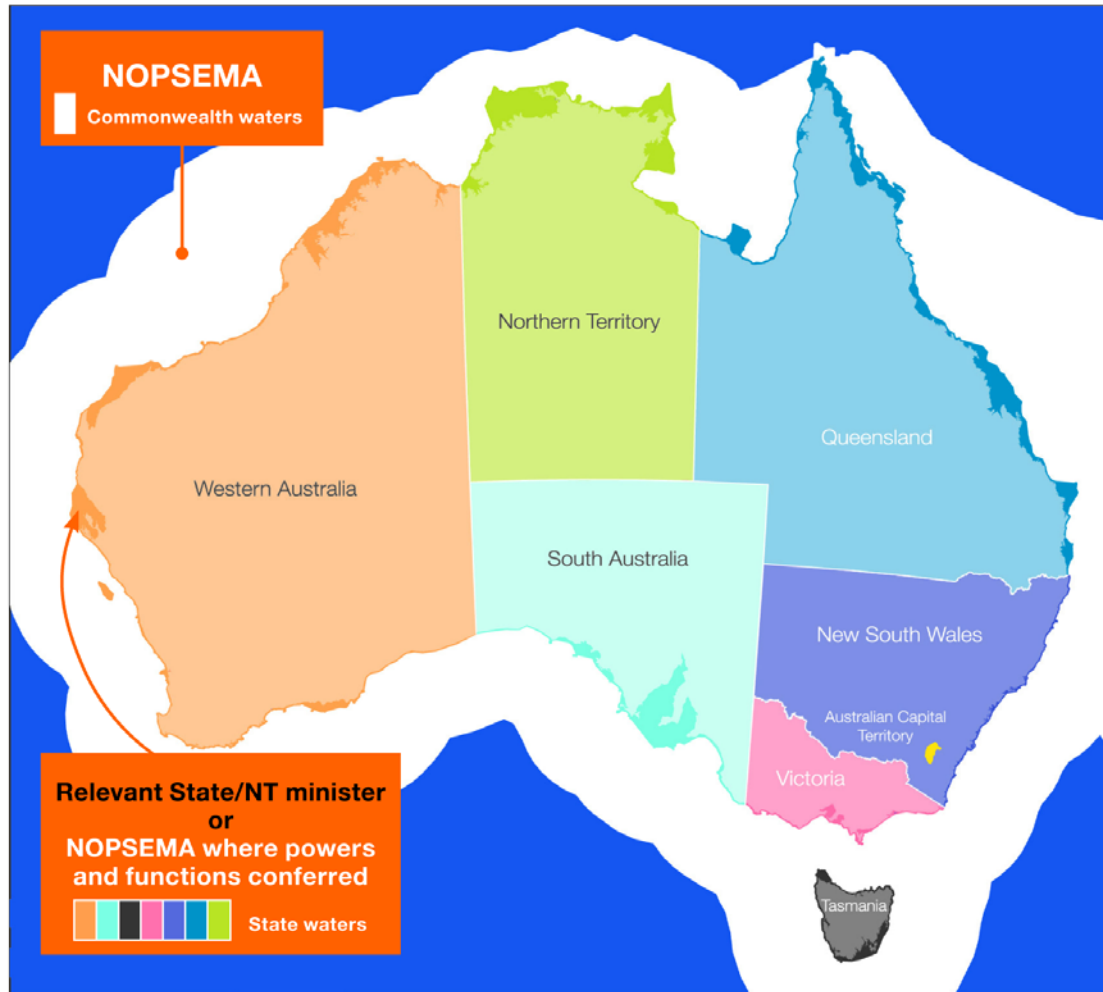 NOPSEMA
Commonwealth waters
Northern Territory
Queensland
Western Australia
South Australia
New South Wales
Australian Capital
Territory
Victoria
Tasmania
Relevant State/NT minister
or
NOPSEMA where powers
and functions conferred
State waters